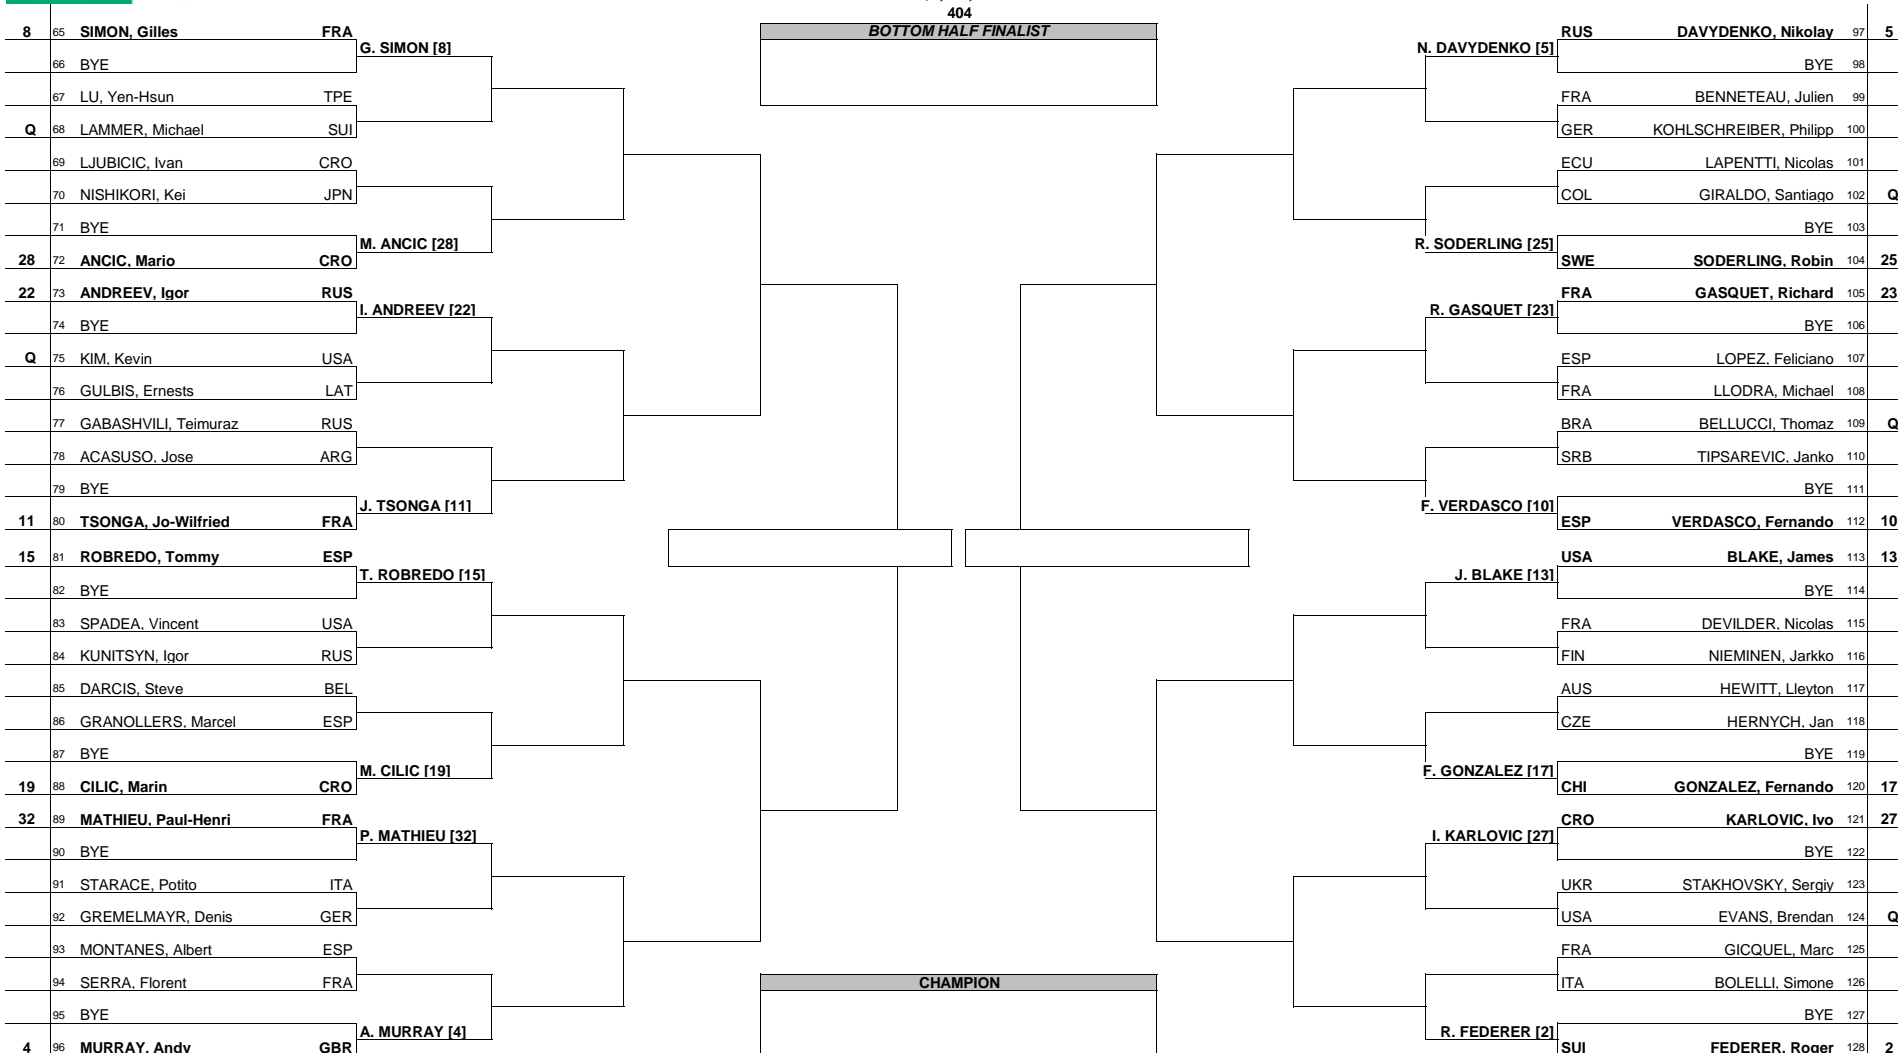 404
BOTTOM HALF FINALIST
8 65 SIMON, Gilles FRA
G. SIMON [8]
66 BYE
67 LU, Yen-Hsun TPE
Q 68 LAMMER, Michael SUI
69 LJUBICIC, Ivan CRO
70 NISHIKORI, Kei JPN
71 BYE
M. ANCIC [28]
28 72 ANCIC, Mario CRO
22 73 ANDREEV, Igor RUS
I. ANDREEV [22]
74 BYE
Q 75 KIM, Kevin USA
76 GULBIS, Ernests LAT
77 GABASHVILI, Teimuraz RUS
78 ACASUSO, Jose ARG
79 BYE
J. TSONGA [11]
11 80 TSONGA, Jo-Wilfried FRA
15 81 ROBREDO, Tommy ESP
T. ROBREDO [15]
82 BYE
83 SPADEA, Vincent USA
84 KUNITSYN, Igor RUS
85 DARCIS, Steve BEL
86 GRANOLLERS, Marcel ESP
87 BYE
M. CILIC [19]
19 88 CILIC, Marin CRO
32 89 MATHIEU, Paul-Henri FRA
P. MATHIEU [32]
90 BYE
91 STARACE, Potito ITA
92 GREMELMAYR, Denis GER
93 MONTANES, Albert ESP
94 SERRA, Florent FRA
95 BYE
A. MURRAY [4]
4 96 MURRAY, Andy GBR
CHAMPION
RUS DAVYDENKO, Nikolay 97 5
N. DAVYDENKO [5]
BYE 98
FRA BENNETEAU, Julien 99
GER KOHLSCHREIBER, Philipp 100
ECU LAPENTTI, Nicolas 101
COL GIRALDO, Santiago 102 Q
BYE 103
R. SODERLING [25]
SWE SODERLING, Robin 104 25
FRA GASQUET, Richard 105 23
R. GASQUET [23]
BYE 106
ESP LOPEZ, Feliciano 107
FRA LLODRA, Michael 108
BRA BELLUCCI, Thomaz 109 Q
SRB TIPSAREVIC, Janko 110
BYE 111
F. VERDASCO [10]
ESP VERDASCO, Fernando 112 10
USA BLAKE, James 113 13
J. BLAKE [13]
BYE 114
FRA DEVILDER, Nicolas 115
FIN NIEMINEN, Jarkko 116
AUS HEWITT, Lleyton 117
CZE HERNYCH, Jan 118
BYE 119
F. GONZALEZ [17]
CHI GONZALEZ, Fernando 120 17
CRO KARLOVIC, Ivo 121 27
I. KARLOVIC [27]
BYE 122
UKR STAKHOVSKY, Sergiy 123
USA EVANS, Brendan 124 Q
FRA GICQUEL, Marc 125
ITA BOLELLI, Simone 126
BYE 127
R. FEDERER [2]
SUI FEDERER, Roger 128 2